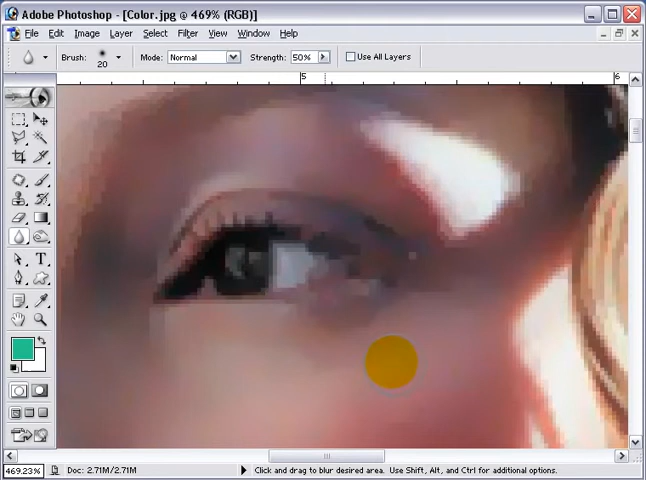 Adobe Photoshop - [Color.jpg @ 469% (RGB)]
File Edit Image Layer Select Filter View Window Help
Brush: 20 Mode: Normal Strength: 50% Use All Layers
5 6
T
469.23% Doc: 2.71M/2.71M Click and drag to blur desired area. Use Shift, Alt, and Ctrl for additional options.